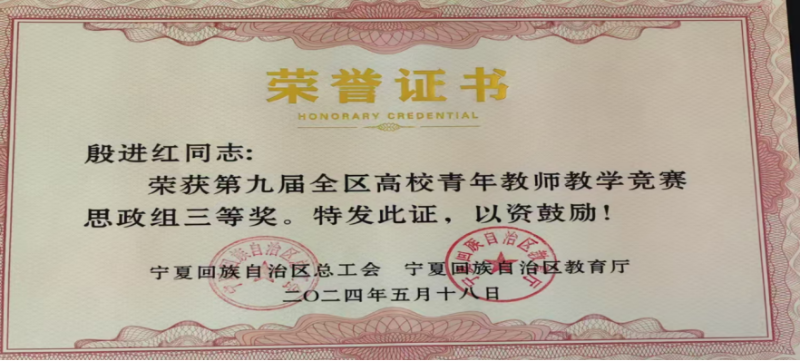 荣誉证书
HONORARY CREDENTIAL
殷进红同志:
荣获第九届全区高校青年教师教学竞赛
思政组三等奖。特发此证，以资鼓励!
宁夏回族自治区总工会 宁夏回族自治区教育厅
二〇二四年五月十八日